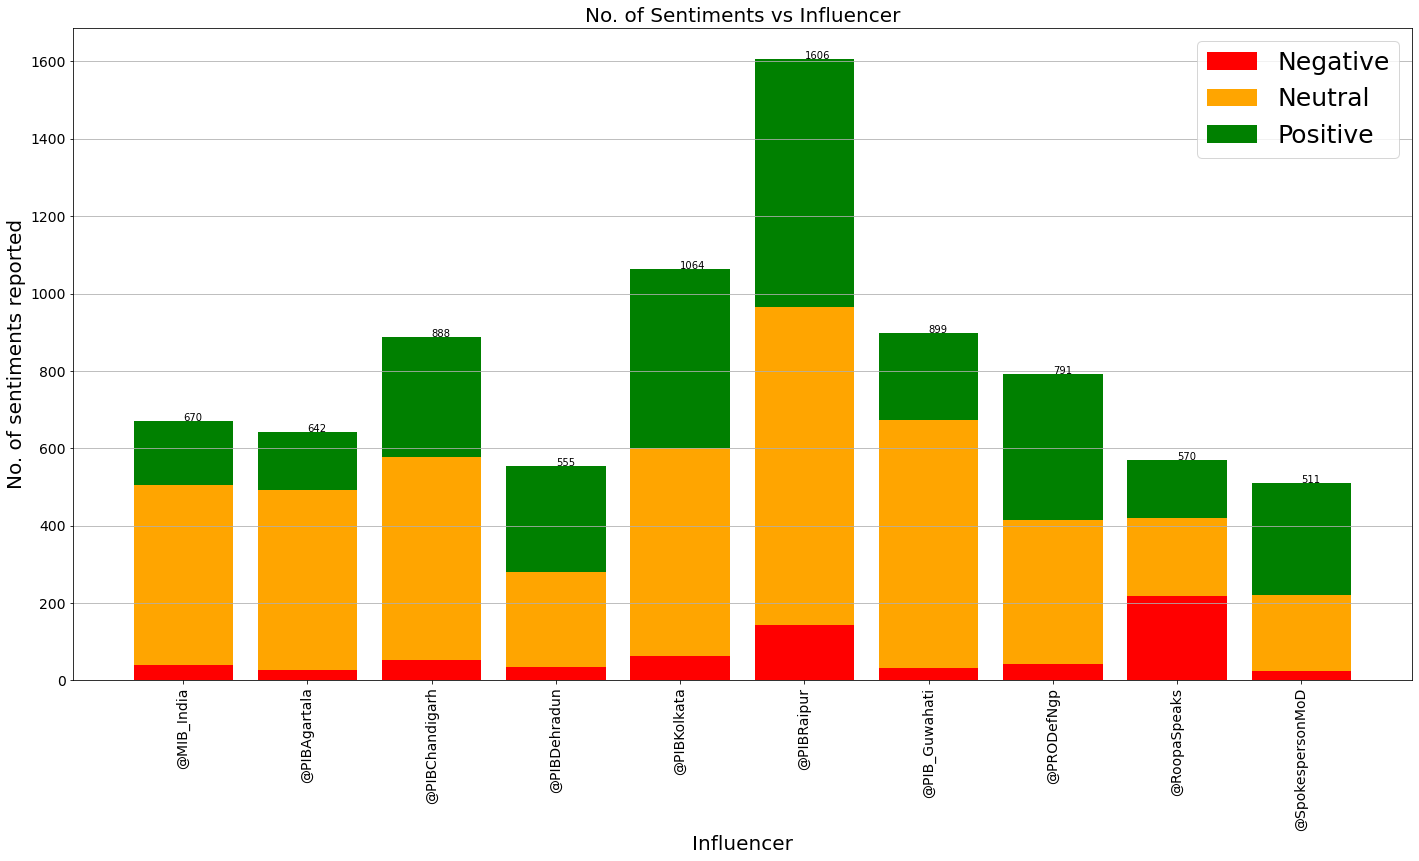 No. of Sentiments vs Influencer
No. of sentiments reported
1600
1400
1200
1000
800
600
400
200
0
Negative
Neutral
Positive
670
642
888
555
1064
1606
899
791
570
511
@MIB_India
@PIBAgartala
@PIBChandigarh
@PIBDehradun
@PIBKolkata
@PIBRaipur
@PIB_Guwahati
@PRODefNgp
@RoopaSpeaks
@SpokespersonMoD
Influencer